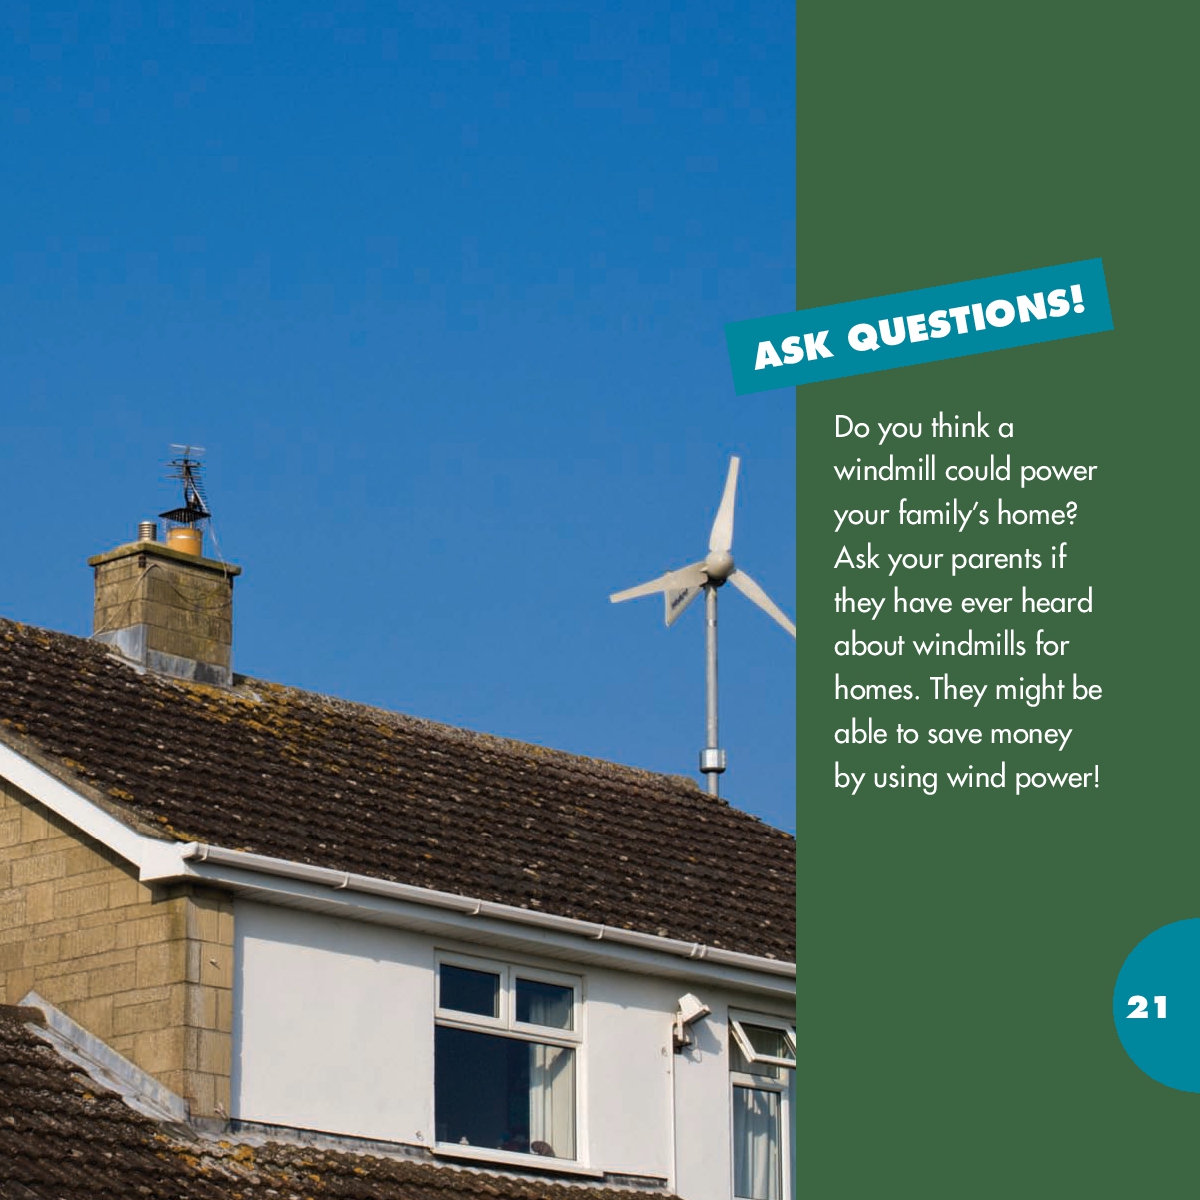 ASK QUESTIONS!
Do you think a
windmill could power
your family’s home?
Ask your parents if
they have ever heard
about windmills for
homes. They might be
able to save money
by using wind power!
21